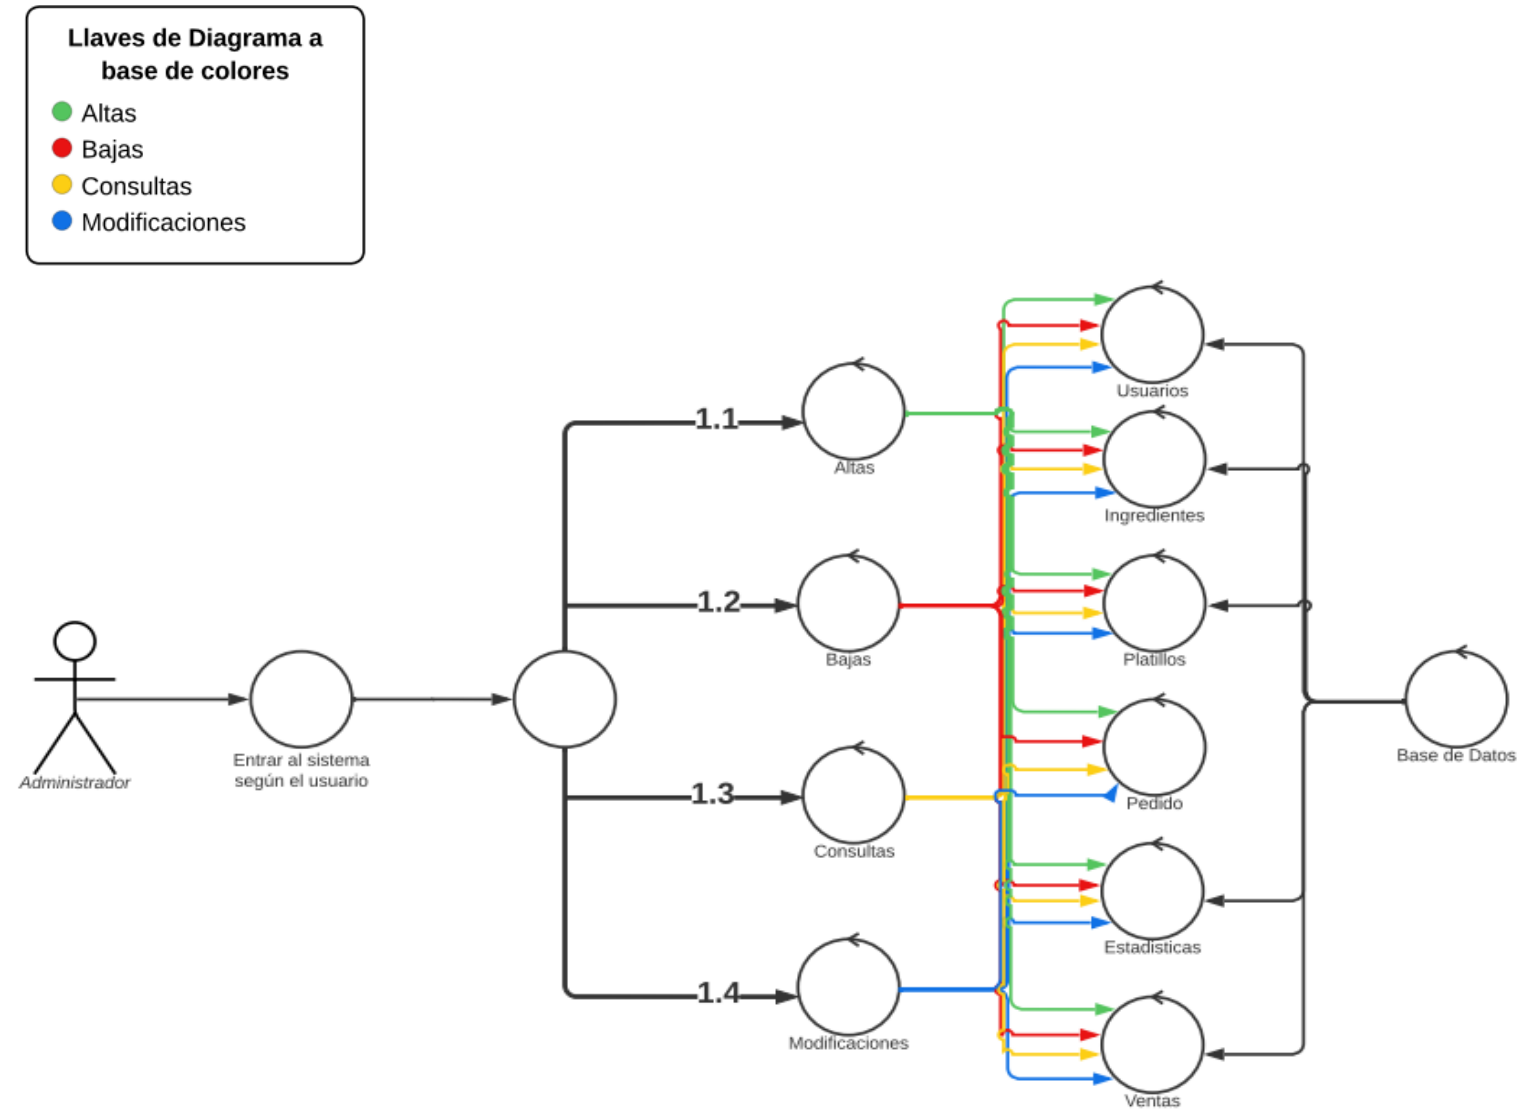 Llaves de Diagrama a
base de colores
Altas
Bajas
Consultas
Modificaciones
Administrador
Entrar al sistema
según el usuario
1.1
1.2
1.3
1.4
Altas
Bajas
Consultas
Modificaciones
Usuarios
Ingredientes
Platillos
Pedido
Estadisticas
Ventas
Base de Datos